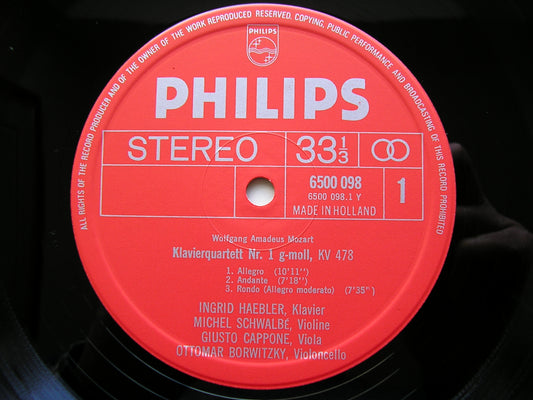 ALL RIGHTS OF THE RECORD PRODUCER AND OF THE OWNER OF THE WORK REPRODUCED RESERVED. COPYING, PUBLIC PERFORMANCE AND BROADCASTING OF THIS RECORD PROHIBITED
PHILIPS
PHILIPS
STEREO 33 1/3
6500 098
6500 098.1 Y
MADE IN HOLLAND
1
Wolfgang Amadeus Mozart
Klavierquartett Nr. 1 g-moll, KV 478
1. Allegro (10'11'')
2. Andante (7'18'')
3. Rondo (Allegro moderato) (7'35'')
INGRID HAEBLER, Klavier
MICHEL SCHWALBÉ, Violine
GIUSTO CAPPONE, Viola
OTTOMAR BORWITZKY, Violoncello